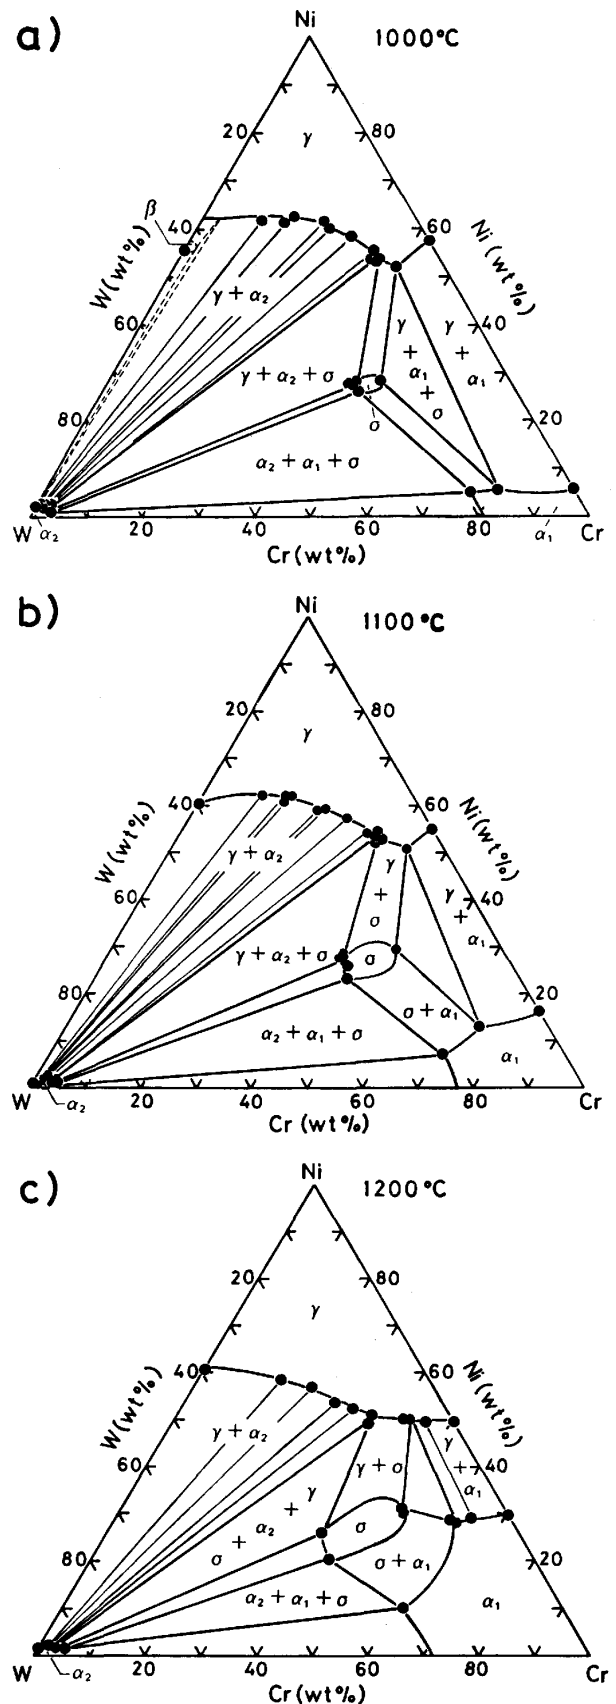 a)
Ni
1000°C
20
80
γ
β
40
60
W(wt%)
Ni(wt%)
γ + α₂
60
γ + α₁
40
γ + α₁ + σ
γ + α₂ + σ
80
σ
20
α₂ + α₁ + σ
W
α₂
20
40
60
80
α₁
Cr
Cr(wt%)
b)
Ni
1100°C
20
80
γ
40
60
W(wt%)
Ni(wt%)
γ + α₂
γ + σ
60
γ + α₁
40
γ + α₂ + σ
σ
80
20
σ + α₁
α₂ + α₁ + σ
α₁
W
α₂
20
40
60
80
Cr
Cr(wt%)
c)
Ni
1200°C
20
80
γ
40
60
W(wt%)
Ni(wt%)
γ + α₂
γ + α₁
60
γ + σ
40
σ + α₂ + γ
σ
80
σ + α₁
20
α₂ + α₁ + σ
α₁
W
α₂
20
40
60
80
Cr
Cr(wt%)